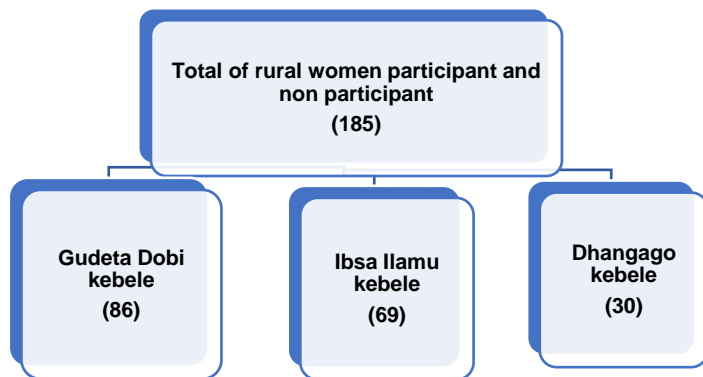 Total of rural women participant and
non participant
(185)
Gudeta Dobi
kebele
(86)
Ibsa Ilamu
kebele
(69)
Dhangago
kebele
(30)